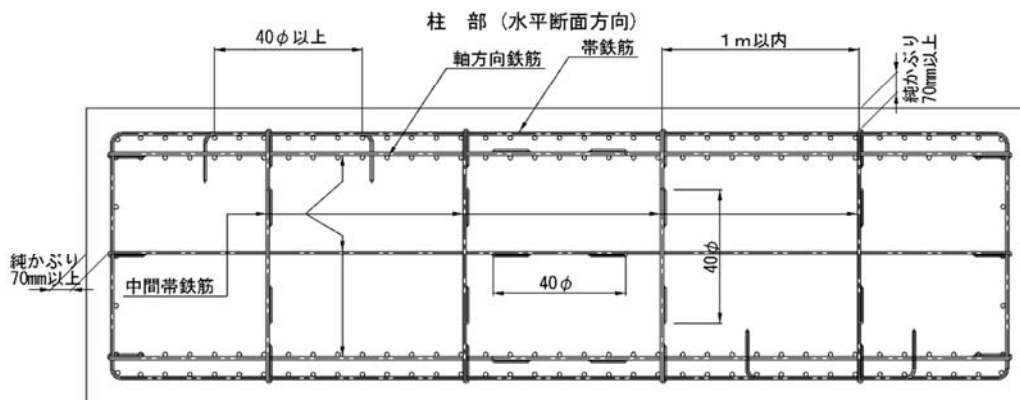 柱 部 (水平断面方向)
40φ以上
軸方向鉄筋
帯鉄筋
1m以内
純かぶり
70mm以上
純かぶり
70mm以上
中間帯鉄筋
40φ
40φ